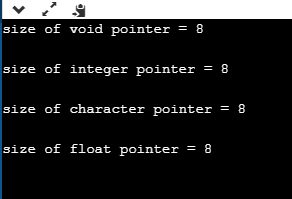 size of void pointer = 8
size of integer pointer = 8
size of character pointer = 8
size of float pointer = 8